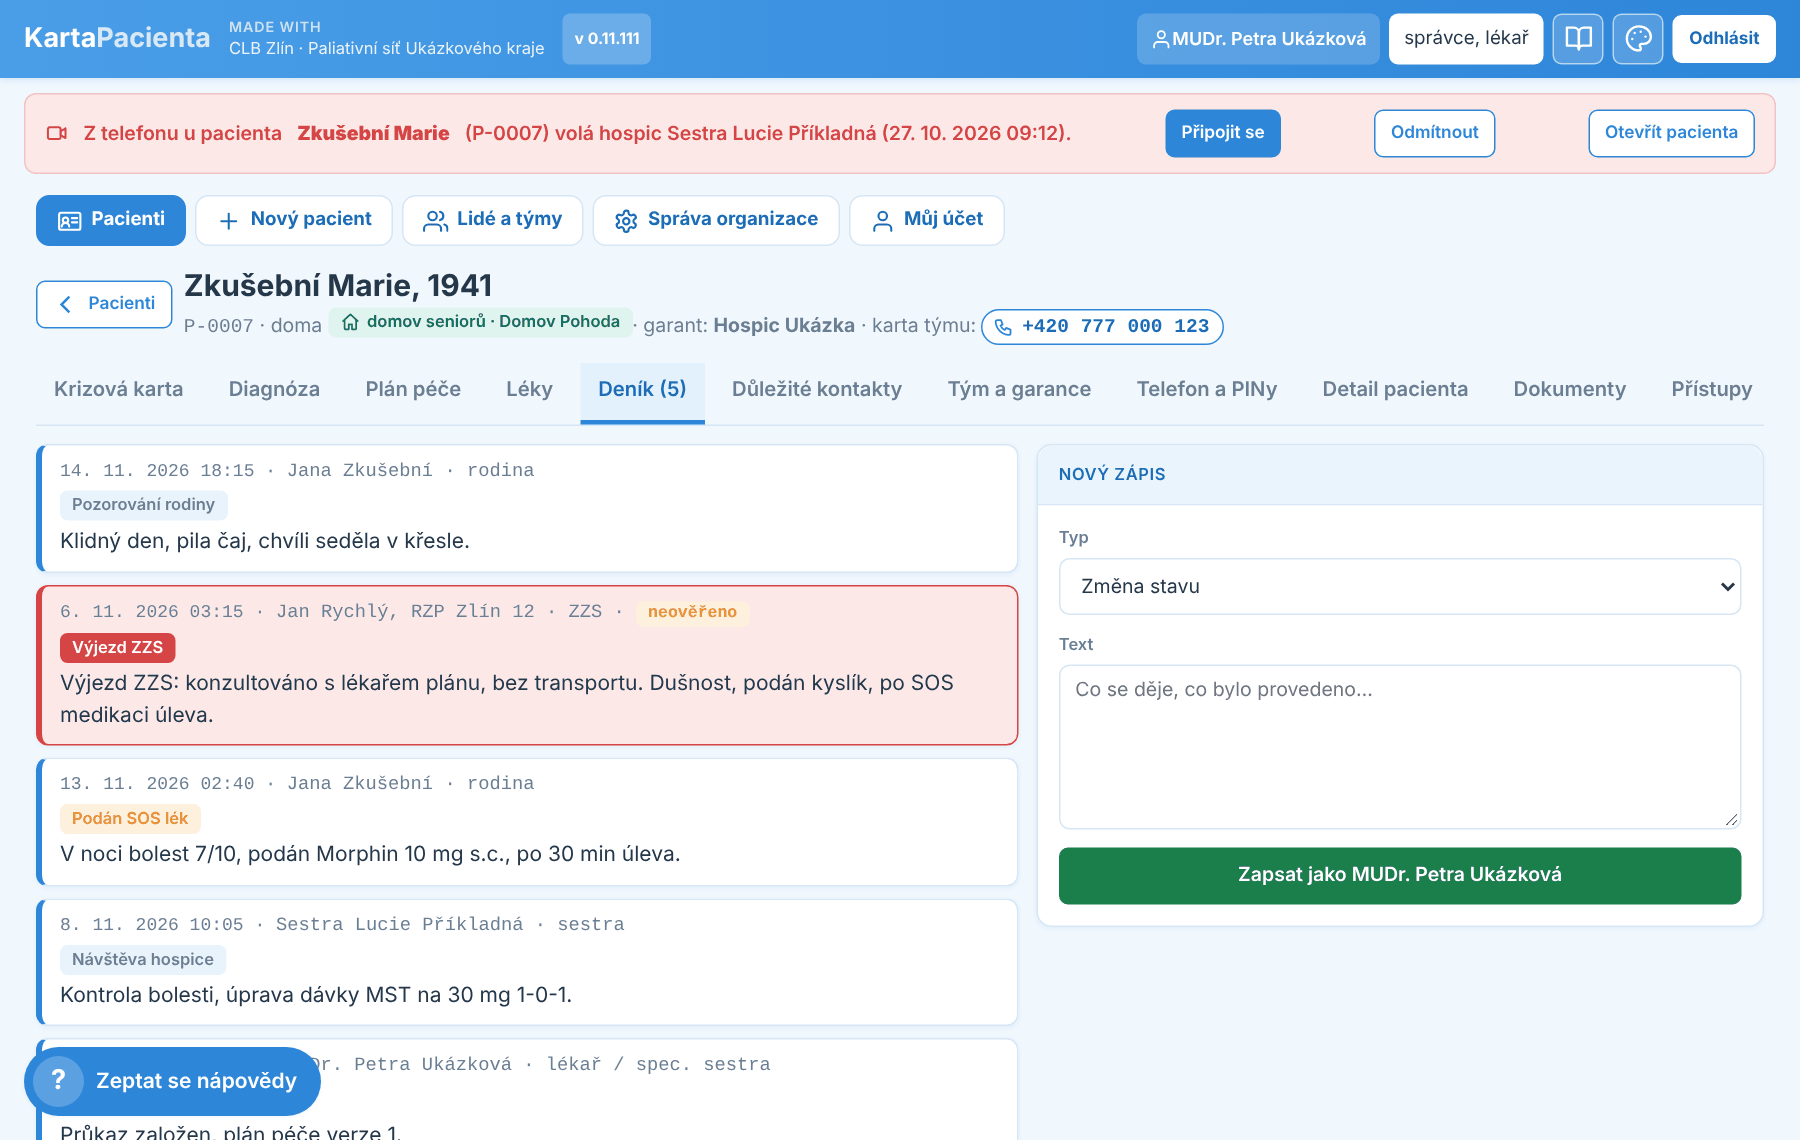 KartaPacienta
MADE WITH
CLB Zlín · Paliativní síť Ukázkového kraje
v 0.11.111
MUDr. Petra Ukázková
správce, lékař
Odhlásit
Z telefonu u pacienta Zkušební Marie (P-0007) volá hospic Sestra Lucie Příkladná (27. 10. 2026 09:12).
Připojit se
Odmítnout
Otevřít pacienta
Pacienti
Nový pacient
Lidé a týmy
Správa organizace
Můj účet
Pacienti
Zkušební Marie, 1941
P-0007 · doma domov seniorů · Domov Pohoda · garant: Hospic Ukázka · karta týmu: +420 777 000 123
Krizová karta
Diagnóza
Plán péče
Léky
Deník (5)
Důležité kontakty
Tým a garance
Telefon a PINy
Detail pacienta
Dokumenty
Přístupy
14. 11. 2026 18:15 · Jana Zkušební · rodina
Pozorování rodiny
Klidný den, pila čaj, chvíli seděla v křesle.
6. 11. 2026 03:15 · Jan Rychlý, RZP Zlín 12 · ZZS · neověřeno
Výjezd ZZS
Výjezd ZZS: konzultováno s lékařem plánu, bez transportu. Dušnost, podán kyslík, po SOS
medikaci úleva.
13. 11. 2026 02:40 · Jana Zkušební · rodina
Podán SOS lék
V noci bolest 7/10, podán Morphin 10 mg s.c., po 30 min úleva.
8. 11. 2026 10:05 · Sestra Lucie Příkladná · sestra
Návštěva hospice
Kontrola bolesti, úprava dávky MST na 30 mg 1-0-1.
Dr. Petra Ukázková · lékař / spec. sestra
Průkaz založen, plán péče verze 1.
NOVÝ ZÁPIS
Typ
Změna stavu
Text
Co se děje, co bylo provedeno...
Zapsat jako MUDr. Petra Ukázková
? Zeptat se nápovědy